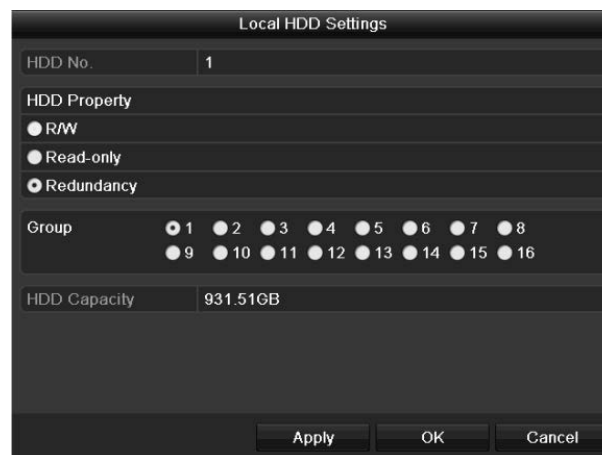 Local HDD Settings
HDD No. 1
HDD Property
R/W
Read-only
Redundancy
Group 1 2 3 4 5 6 7 8
9 10 11 12 13 14 15 16
HDD Capacity 931.51GB
Apply OK Cancel